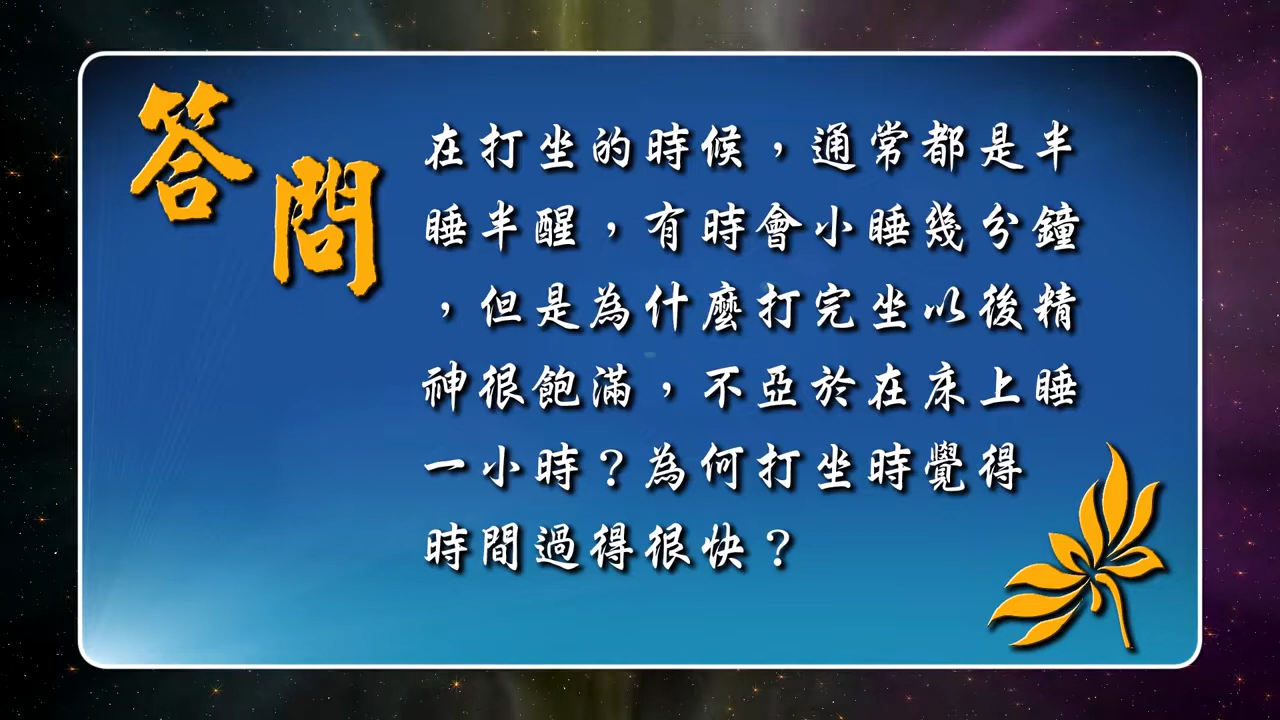 答問
在打坐的時候，通常都是半
睡半醒，有時會小睡幾分鐘
，但是為什麼打完坐以後精
神很飽滿，不亞於在床上睡
一小時？為何打坐時覺得
時間過得很快？